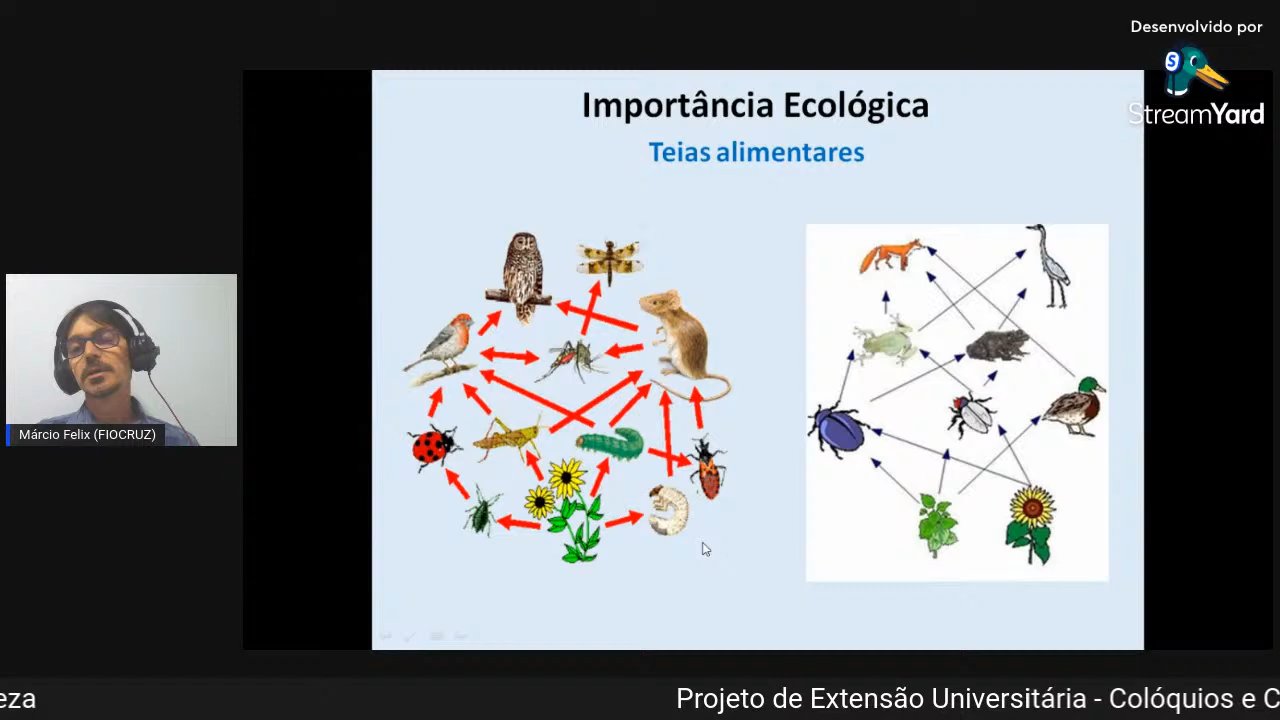 Desenvolvido por
StreamYard
Importância Ecológica
Teias alimentares
Márcio Felix (FIOCRUZ)
eza
Projeto de Extensão Universitária - Colóquios e C